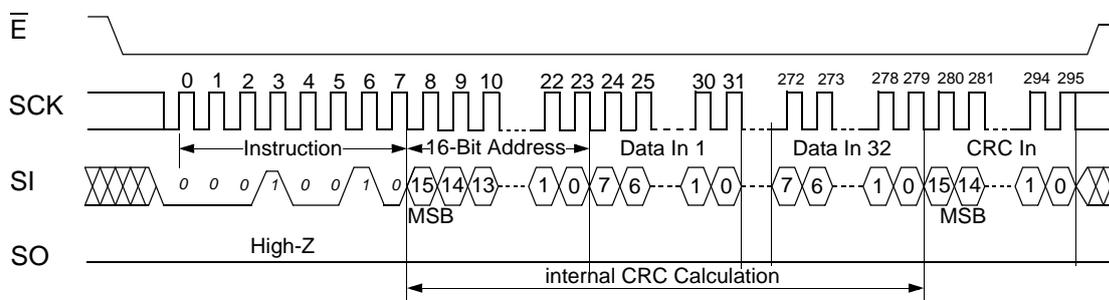 E
0 1 2 3 4 5 6 7 8 9 10 22 23 24 25 30 31 272 273 278 279 280 281 294 295
SCK
Instruction 16-Bit Address Data In 1 Data In 32 CRC In
SI 0 0 0 1 0 0 1 0 15 14 13 1 0 7 6 1 0 7 6 1 0 15 14 1 0
MSB MSB
High-Z
SO
internal CRC Calculation